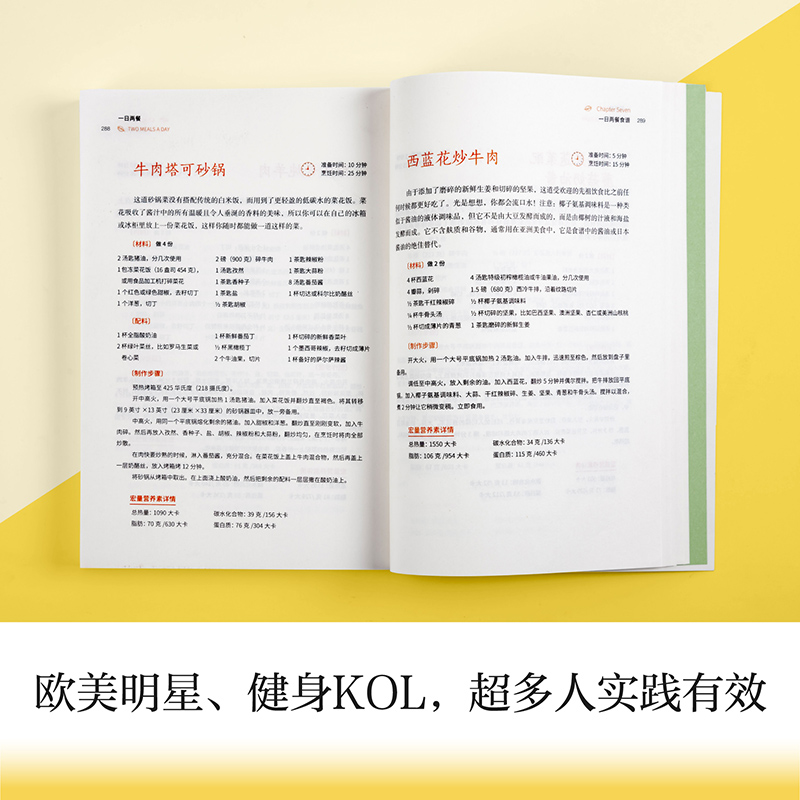 一日两餐
288 TWO MEALS A DAY
牛肉塔可砂锅
准备时间：10 分钟
烹饪时间：25 分钟
这道砂锅菜没有搭配传统的白米饭，而用到了更轻盈的低碳水的菜花饭。菜
花吸收了酱汁中的所有温暖且令人垂涎的香料的美味，所以你可以在自己的冰箱
或冰柜里放上一份菜花饭，这样你随时都能做一道这样的菜。
[材料] 做 4 份
2 汤匙猪油，分几次使用
1 包冻菜花饭（16 盎司 454 克），
或用食品加工机打碎菜花
1 个红色或绿色甜椒，去籽切丁
1 个洋葱，切丁
2 磅（900 克）碎牛肉
1 汤匙孜然
1 茶匙香种子
1 茶匙盐
½ 茶匙胡椒
1 茶匙辣椒粉
1 茶匙大蒜粉
8 汤匙番茄酱
1 杯切达或科尔比奶酪丝
[配料]
1 杯全脂酸奶油
2 杯绿叶菜丝，比如罗马生菜或
卷心菜
1 杯新鲜番茄丁
½ 杯黑橄榄丁
2 个牛油果，切片
1 杯切碎的新鲜香菜叶
1 个墨西哥辣椒，去籽切成薄片
1 杯备好的萨尔萨辣酱
[制作步骤]
预热烤箱至 425 华氏度（218 摄氏度）。
开中高火，用一个大号平底锅加热 1 汤匙猪油。加入菜花饭并翻炒直至褐色。将其转移
到 9 英寸 ×13 英寸（23 厘米 ×33 厘米）的砂锅器皿中，放一旁备用。
中高火，用同一个平底锅熔化剩余的猪油。加入甜椒和洋葱。翻炒直至刚刚变软，加入牛
肉碎。然后再放入孜然、香种子、盐、胡椒、辣椒粉和大蒜粉，翻炒均匀，在烹饪时将肉全部
炒散。
在肉快要炒熟的时候，淋入番茄酱，充分混合。在菜花饭上盖上牛肉混合物，然后再盖上
一层奶酪丝。放入烤箱烤 12 分钟。
将砂锅从烤箱中取出。在上面浇上酸奶油，然后把剩余的配料一层层撒在酸奶油上。
宏量营养素详情
总热量：1090 大卡
脂肪：70 克 /630 大卡
碳水化合物：39 克 /156 大卡
蛋白质：76 克 /304 大卡
Chapter Seven
一日两餐食谱 289
西蓝花炒牛肉
准备时间：5 分钟
烹饪时间：15 分钟
由于添加了磨碎的新鲜生姜和切碎的坚果，这道受欢迎的先祖饮食比之前任
何时候都更好吃了。光是想想，你都会流口水！注意：椰子氨基调味料是一种类
似于酱油的液体调味品，但它不是由大豆发酵而成的，而是由椰树的汁液和海盐
发酵而成。它不含麸质和谷物，通常用在亚洲美食中，它是食谱中的酱油或日本
酱油的绝佳替代。
[材料] 做 2 份
4 杯西蓝花
4 瓣蒜，剁碎
½ 茶匙干红辣椒碎
¼ 杯牛骨头汤
½ 杯切成薄片的青葱
4 汤匙特级初榨橄榄油或牛油果油，分几次使用
1.5 磅（680 克）西冷牛排，沿着纹路切片
½ 杯椰子氨基调味料
½ 杯切碎的坚果，比如巴西坚果、澳洲坚果、杏仁或美洲山核桃
1 茶匙磨碎的新鲜生姜
[制作步骤]
开大火，用一个大号平底锅加热 2 汤匙油。加入牛排，迅速煎至棕色，然后放到盘子里
备用。
调低至中高火，放入剩余的油。加入西蓝花，翻炒 5 分钟并偶尔搅拌。把牛排放回平底
锅，加入椰子氨基调味料、大蒜、干红辣椒碎、生姜、坚果、青葱和牛骨头汤。搅拌以混合，
煮 2 分钟让它稍微变稠。立即食用。
宏量营养素详情
总热量：1550 大卡
脂肪：106 克 /954 大卡
碳水化合物：34 克 /136 大卡
蛋白质：115 克 /460 大卡
欧美明星、健身KOL，超多人实践有效